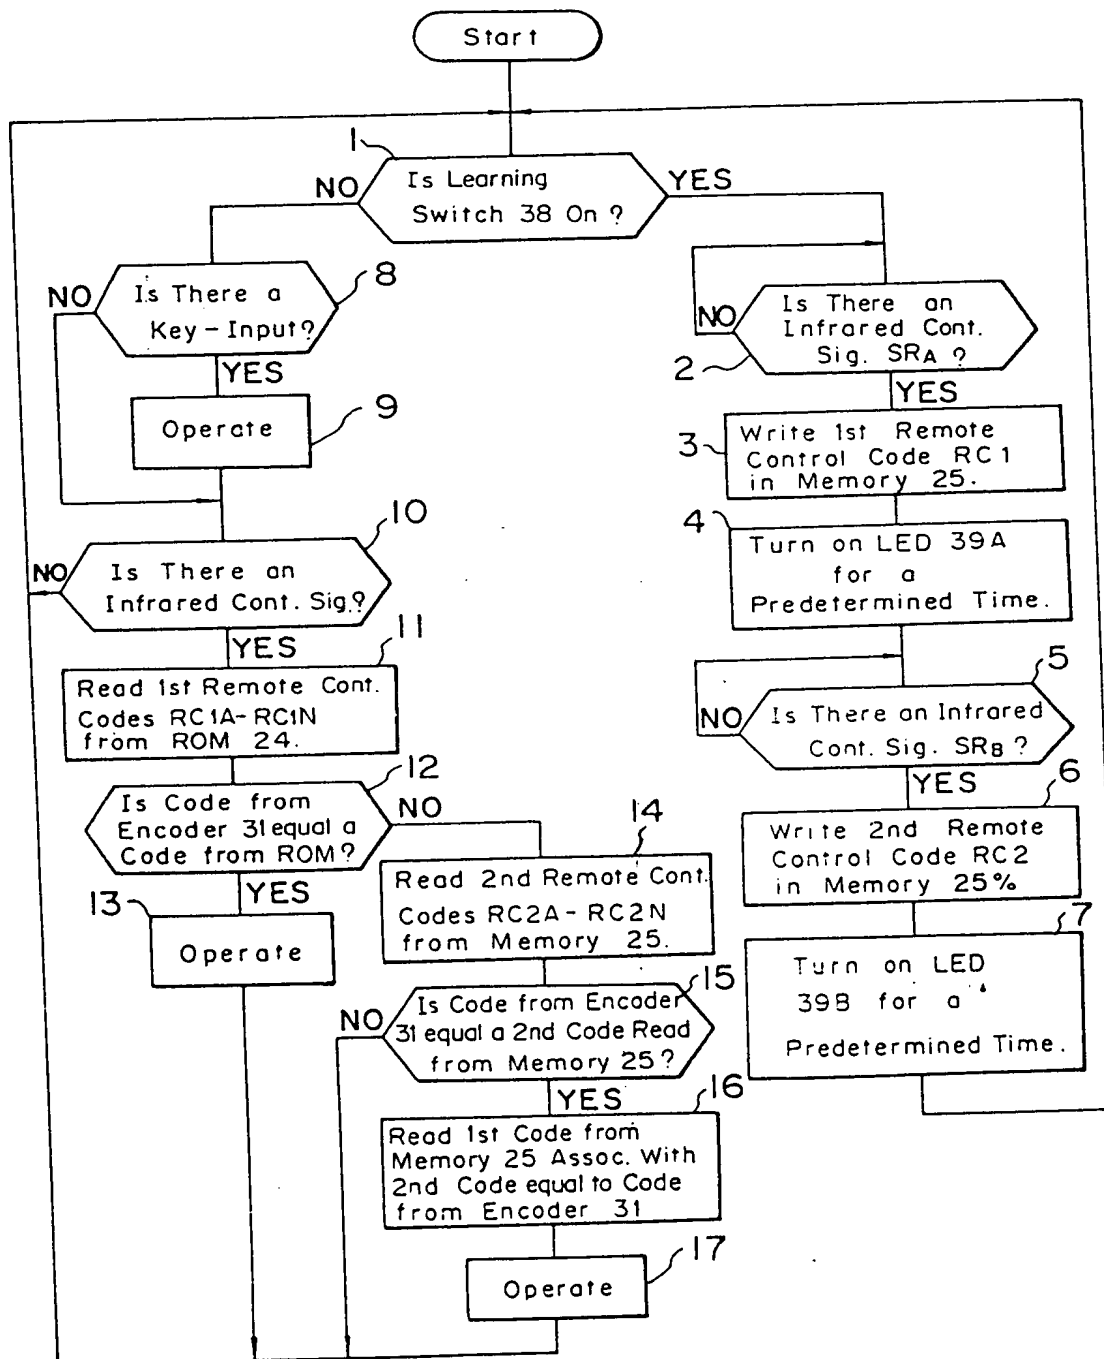 Start
1
Is Learning
Switch 38 On ?
NO
YES
8
Is There a
Key-Input?
NO
YES
9
Operate
10
Is There an
Infrared Cont. Sig.?
NO
YES
11
Read 1st Remote Cont.
Codes RC1A-RC1N
from ROM 24.
12
Is Code from
Encoder 31 equal a
Code from ROM?
NO
YES
13
Operate
14
Read 2nd Remote Cont.
Codes RC2A-RC2N
from Memory 25.
15
Is Code from Encoder
31 equal a 2nd Code Read
from Memory 25?
NO
YES
16
Read 1st Code from
Memory 25 Assoc. With
2nd Code equal to Code
from Encoder 31
17
Operate
Is There an
Infrared Cont.
Sig. SRA ?
NO
2
YES
3
Write 1st Remote
Control Code RC1
in Memory 25.
4
Turn on LED 39A
for a
Predetermined Time.
5
Is There an Infrared
Cont. Sig. SRB ?
NO
YES
6
Write 2nd Remote
Control Code RC2
in Memory 25%
7
Turn on LED
39B for a
Predetermined Time.